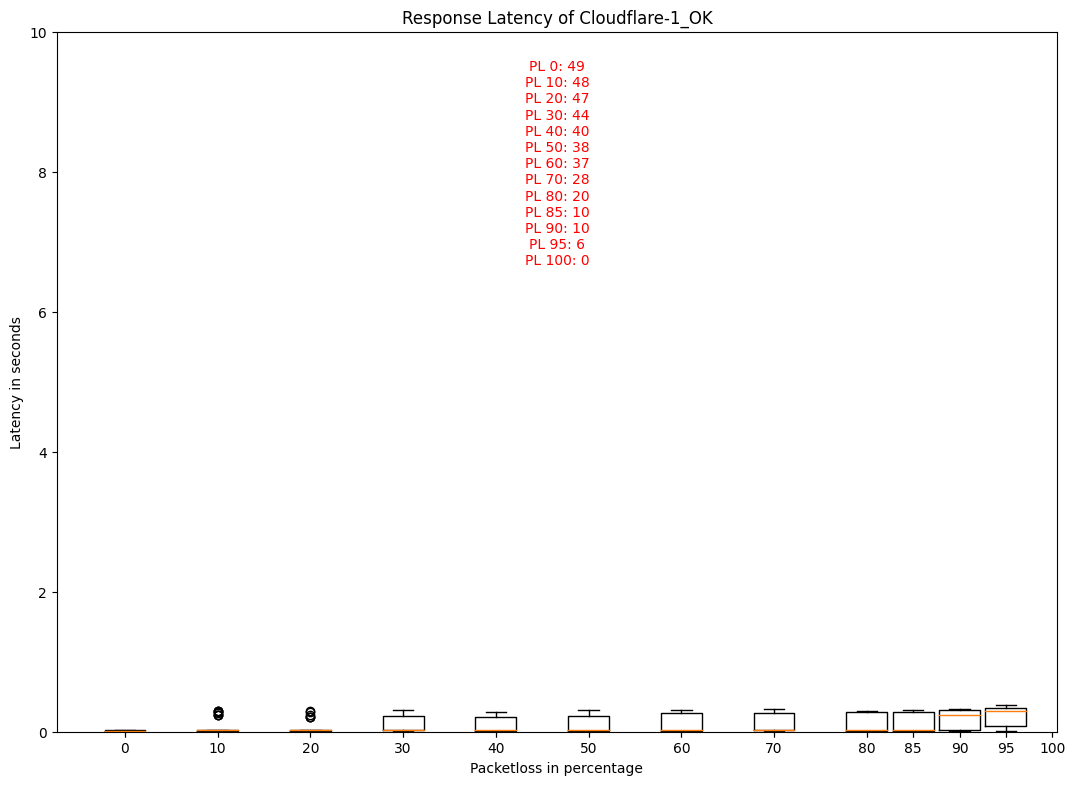 Response Latency of Cloudflare-1_OK
10
PL 0: 49
PL 10: 48
PL 20: 47
PL 30: 44
PL 40: 40
PL 50: 38
PL 60: 37
PL 70: 28
PL 80: 20
PL 85: 10
PL 90: 10
PL 95: 6
PL 100: 0
8
6
4
2
0
Latency in seconds
0 10 20 30 40 50 60 70 80 85 90 95 100
Packetloss in percentage